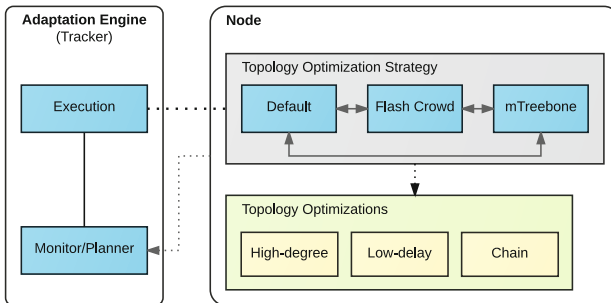 Adaptation Engine
(Tracker)
Execution
Monitor/Planner
Node
Topology Optimization Strategy
Default
Flash Crowd
mTreebone
Topology Optimizations
High-degree
Low-delay
Chain